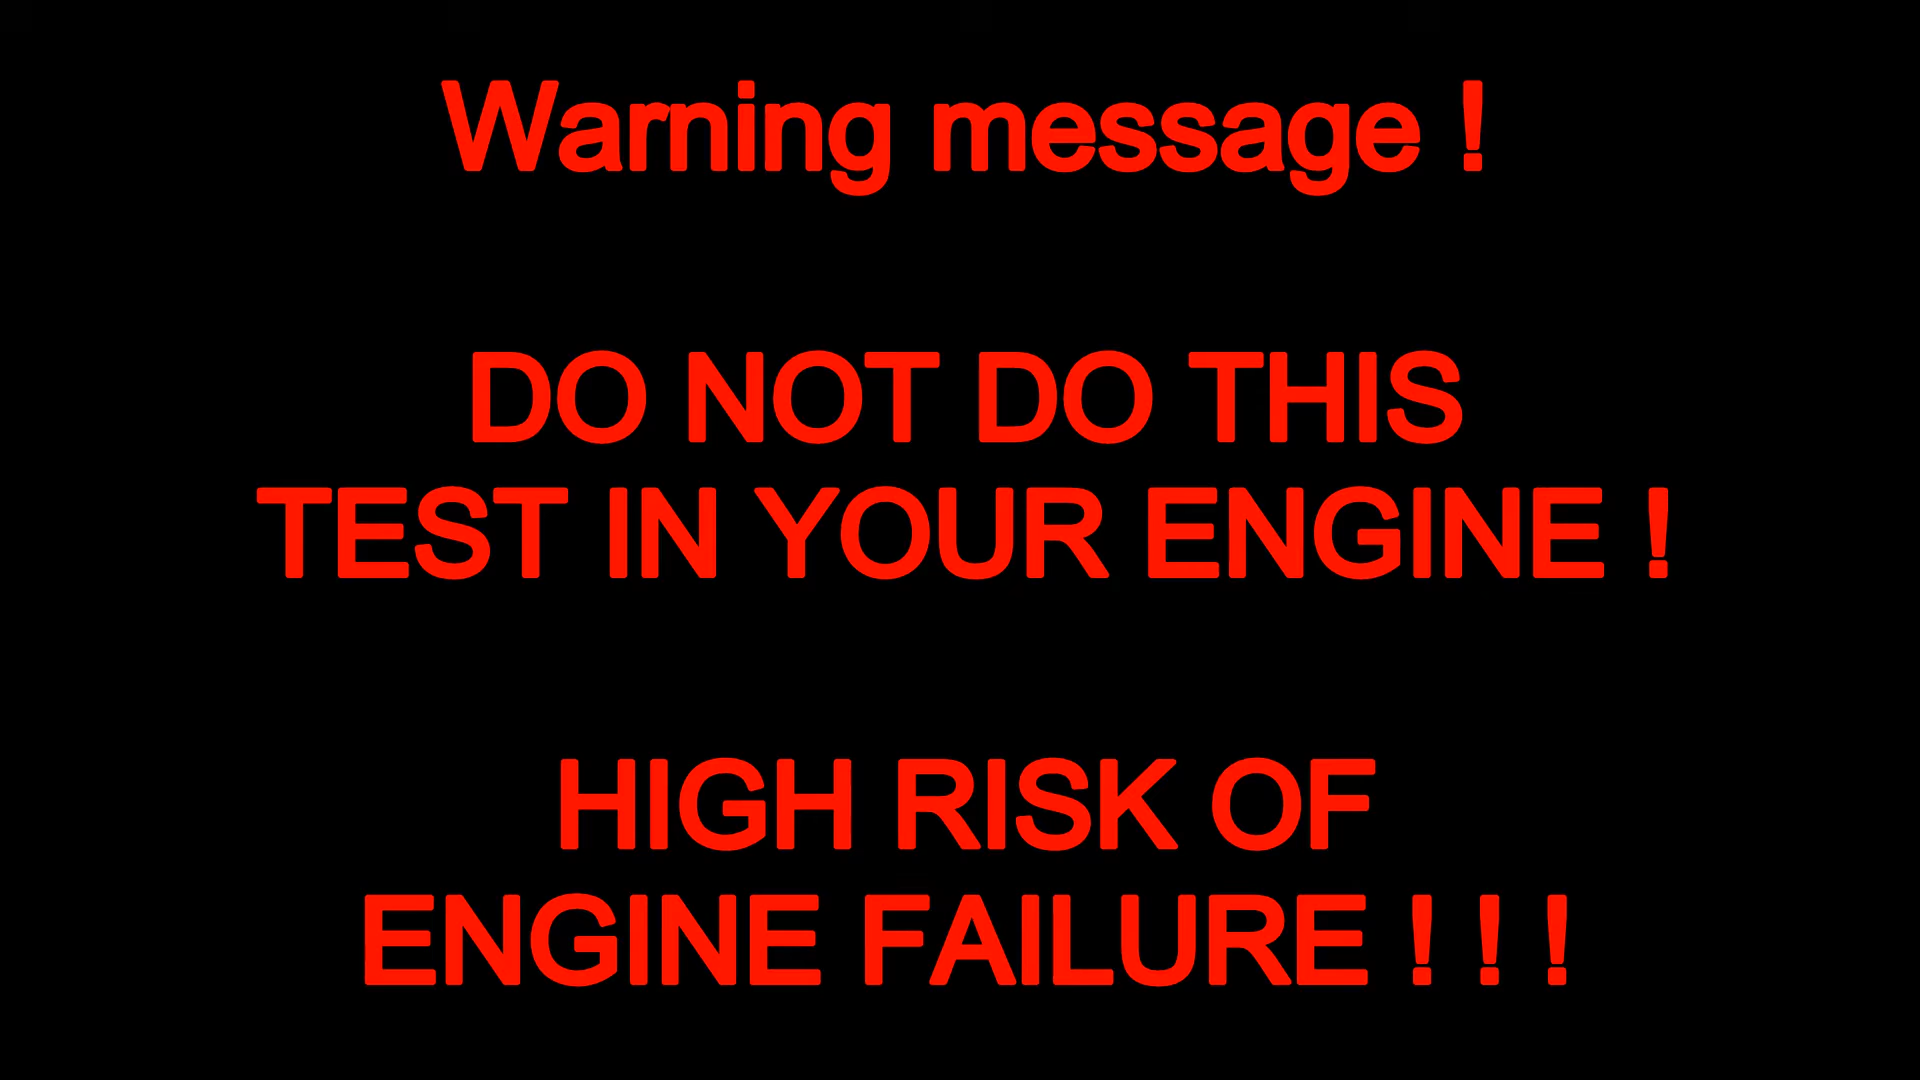 Warning message !
DO NOT DO THIS
TEST IN YOUR ENGINE !
HIGH RISK OF
ENGINE FAILURE ! ! !